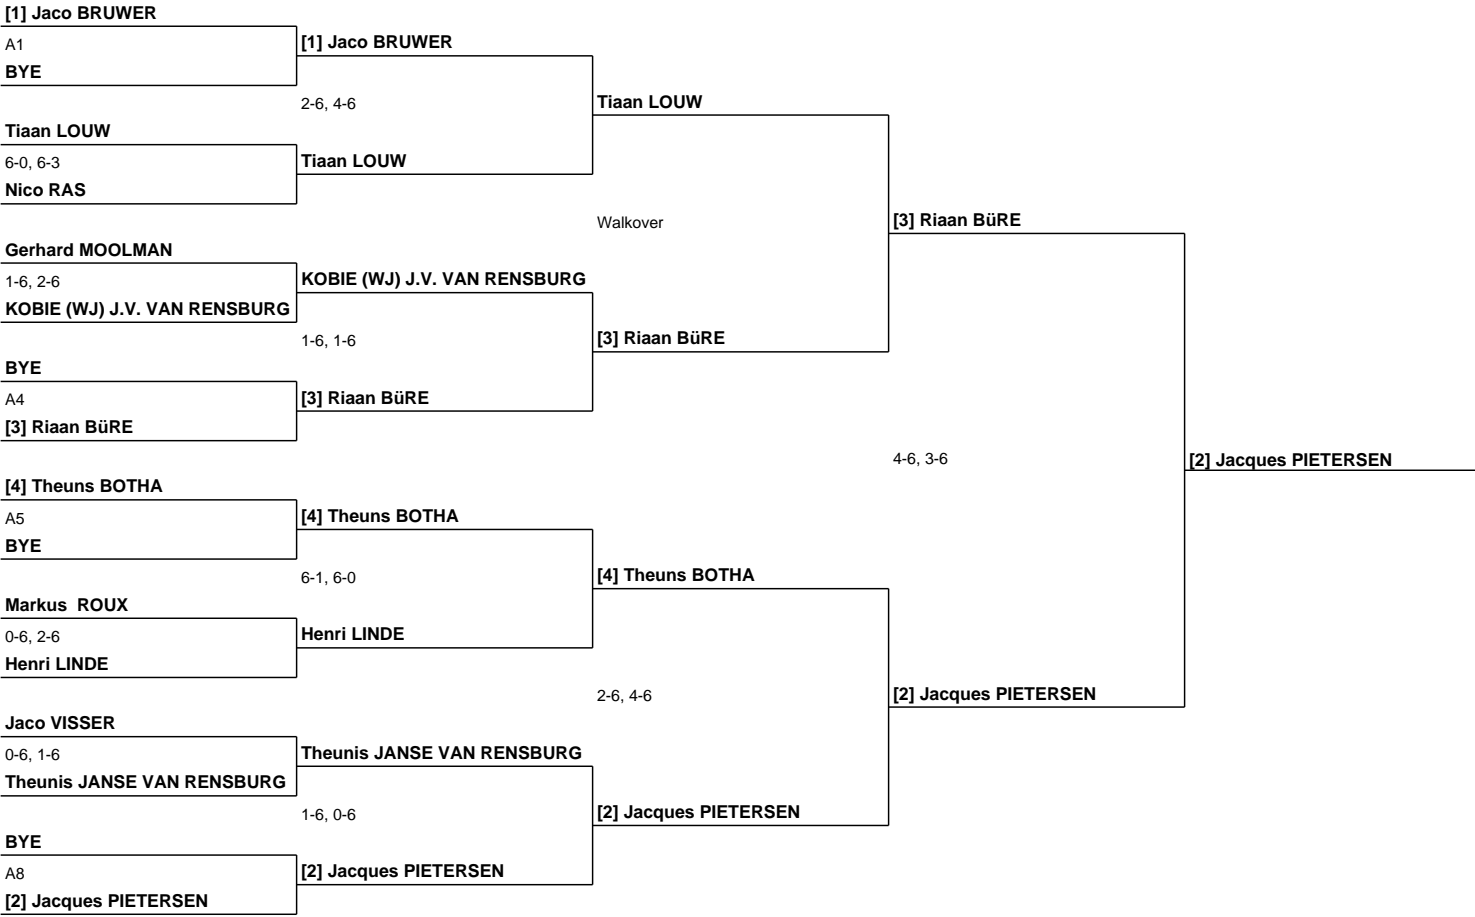 [1] Jaco BRUWER
A1
BYE
Tiaan LOUW
6-0, 6-3
Nico RAS
Gerhard MOOLMAN
1-6, 2-6
KOBIE (WJ) J.V. VAN RENSBURG
BYE
A4
[3] Riaan BüRE
[4] Theuns BOTHA
A5
BYE
Markus  ROUX
0-6, 2-6
Henri LINDE
Jaco VISSER
0-6, 1-6
Theunis JANSE VAN RENSBURG
BYE
A8
[2] Jacques PIETERSEN
[1] Jaco BRUWER
2-6, 4-6
Tiaan LOUW
KOBIE (WJ) J.V. VAN RENSBURG
1-6, 1-6
[3] Riaan BüRE
[4] Theuns BOTHA
6-1, 6-0
Henri LINDE
Theunis JANSE VAN RENSBURG
1-6, 0-6
[2] Jacques PIETERSEN
Tiaan LOUW
Walkover
[3] Riaan BüRE
[4] Theuns BOTHA
2-6, 4-6
[2] Jacques PIETERSEN
[3] Riaan BüRE
4-6, 3-6
[2] Jacques PIETERSEN
[2] Jacques PIETERSEN